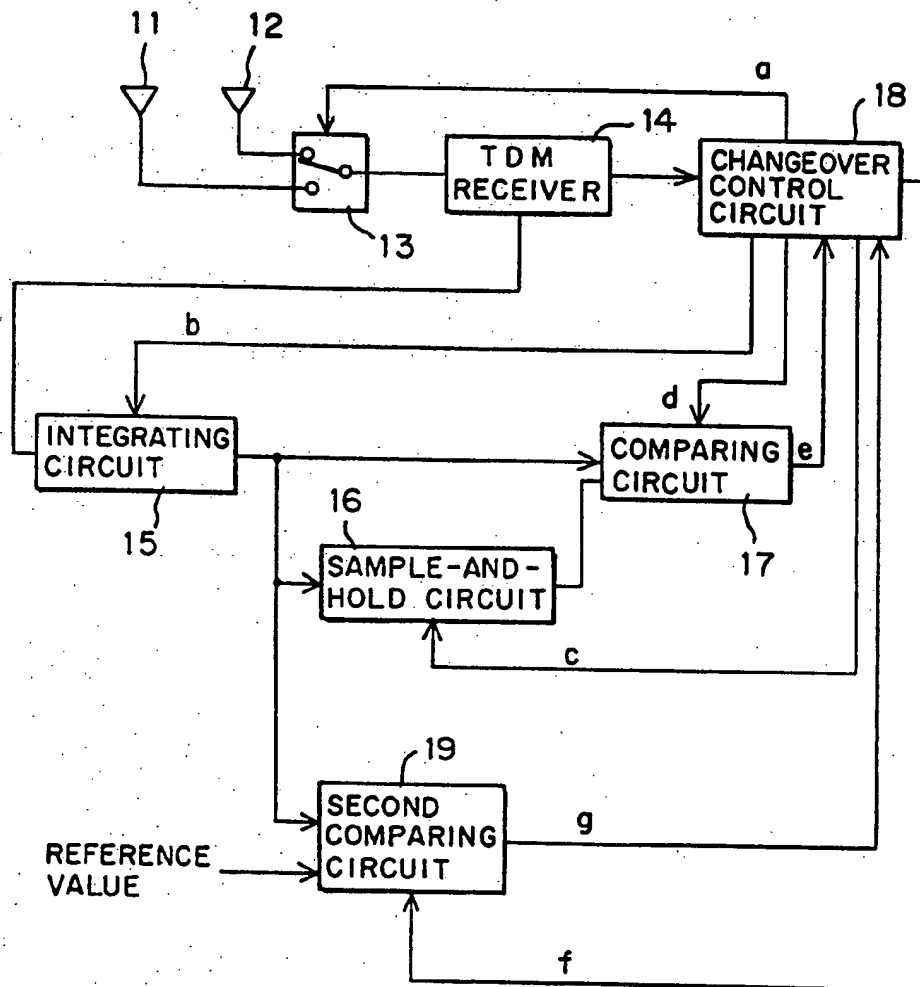 11
12
a
18
14
TDM
RECEIVER
CHANGEOVER
CONTROL
CIRCUIT
13
b
d
INTEGRATING
CIRCUIT
COMPARING
CIRCUIT
e
15
16
17
SAMPLE-AND-
HOLD CIRCUIT
c
19
SECOND
COMPARING
CIRCUIT
g
REFERENCE
VALUE
f